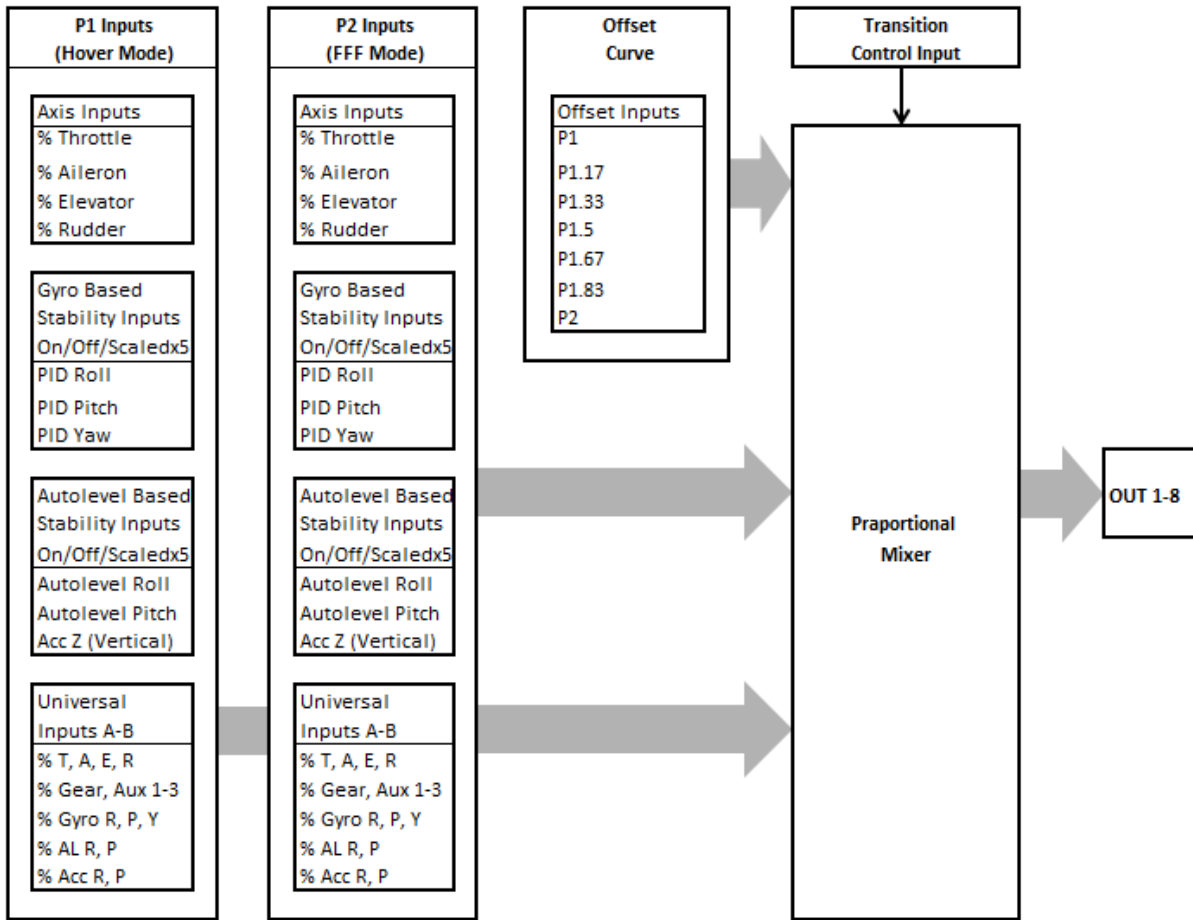 P1 Inputs
(Hover Mode)
Axis Inputs
% Throttle
% Aileron
% Elevator
% Rudder
Gyro Based
Stability Inputs
On/Off/Scaledx5
PID Roll
PID Pitch
PID Yaw
Autolevel Based
Stability Inputs
On/Off/Scaledx5
Autolevel Roll
Autolevel Pitch
Acc Z (Vertical)
Universal
Inputs A-B
% T, A, E, R
% Gear, Aux 1-3
% Gyro R, P, Y
% AL R, P
% Acc R, P
P2 Inputs
(FFF Mode)
Axis Inputs
% Throttle
% Aileron
% Elevator
% Rudder
Gyro Based
Stability Inputs
On/Off/Scaledx5
PID Roll
PID Pitch
PID Yaw
Autolevel Based
Stability Inputs
On/Off/Scaledx5
Autolevel Roll
Autolevel Pitch
Acc Z (Vertical)
Universal
Inputs A-B
% T, A, E, R
% Gear, Aux 1-3
% Gyro R, P, Y
% AL R, P
% Acc R, P
Offset
Curve
Offset Inputs
P1
P1.17
P1.33
P1.5
P1.67
P1.83
P2
Transition
Control Input
Praportional
Mixer
OUT 1-8